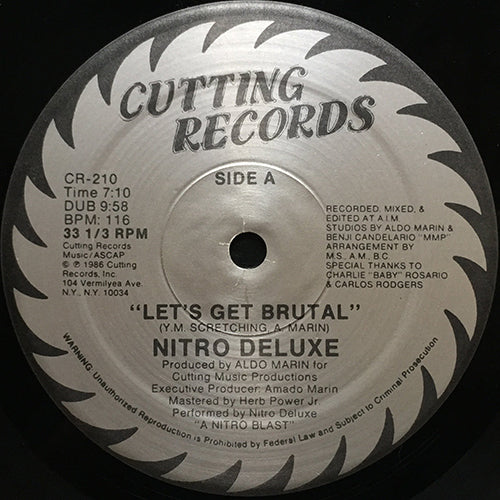 CUTTING
RECORDS
SIDE A
CR-210
Time 7:10
DUB 9:58
BPM: 116
33 1/3 RPM
Cutting Records
Music/ASCAP
© ℗ 1986 Cutting
Records, Inc.
104 Vermilyea Ave.
N.Y., N.Y. 10034
RECORDED, MIXED, &
EDITED AT A.I.M.
STUDIOS BY ALDO MARIN &
BENJI CANDELARIO "MMP"
ARRANGEMENT BY
M.S., A.M., B.C.
SPECIAL THANKS TO
CHARLIE "BABY" ROSARIO
& CARLOS RODGERS
"LET'S GET BRUTAL"
(Y.M. SCRETCHING, A. MARIN)
NITRO DELUXE
Produced by ALDO MARIN for
Cutting Music Productions
Executive Producer: Amado Marin
Mastered by Herb Power Jr.
Performed by Nitro Deluxe
"A NITRO BLAST"
WARNING: Unauthorized Reproduction is Prohibited by Federal Law and Subject to Criminal Prosecution